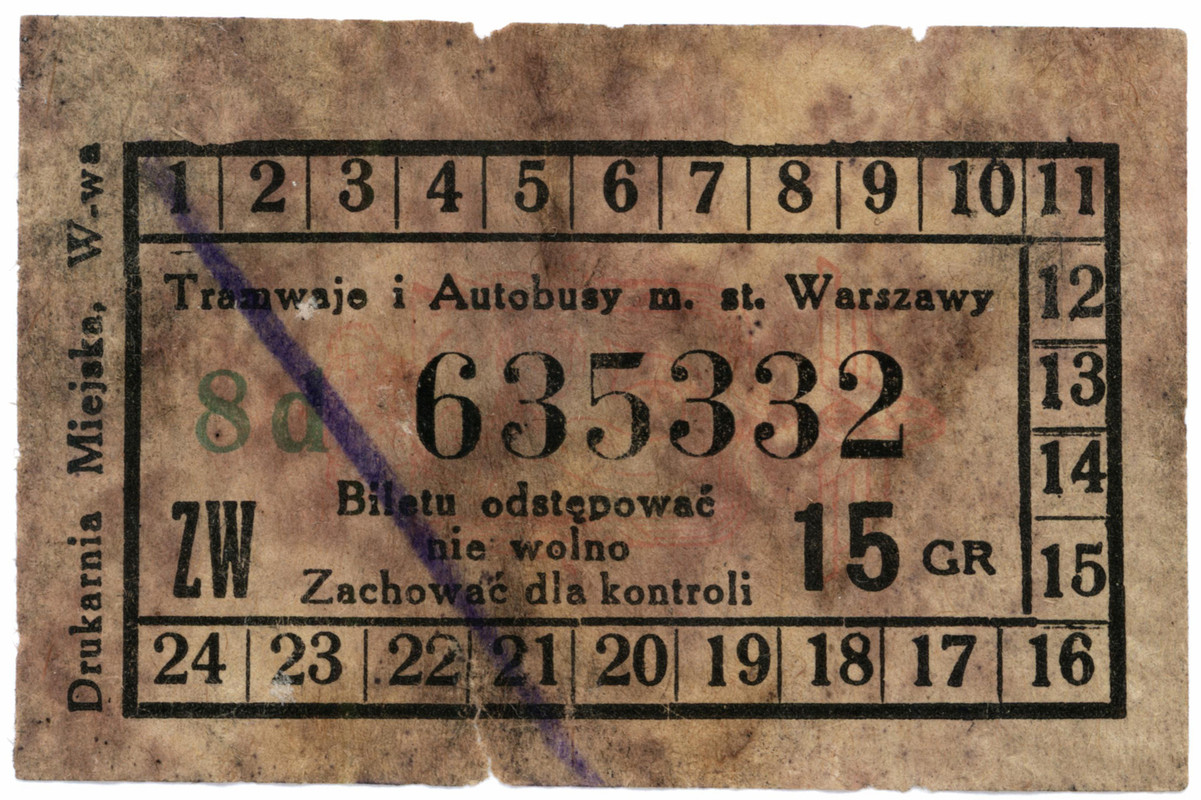 Drukarnia Miejska, W-wa
1 2 3 4 5 6 7 8 9 10 11
12
13
14
15
Tramwaje i Autobusy m. st. Warszawy
8d 635332
Biletu odstępować
nie wolno
Zachować dla kontroli
ZW
15 GR
24 23 22 21 20 19 18 17 16